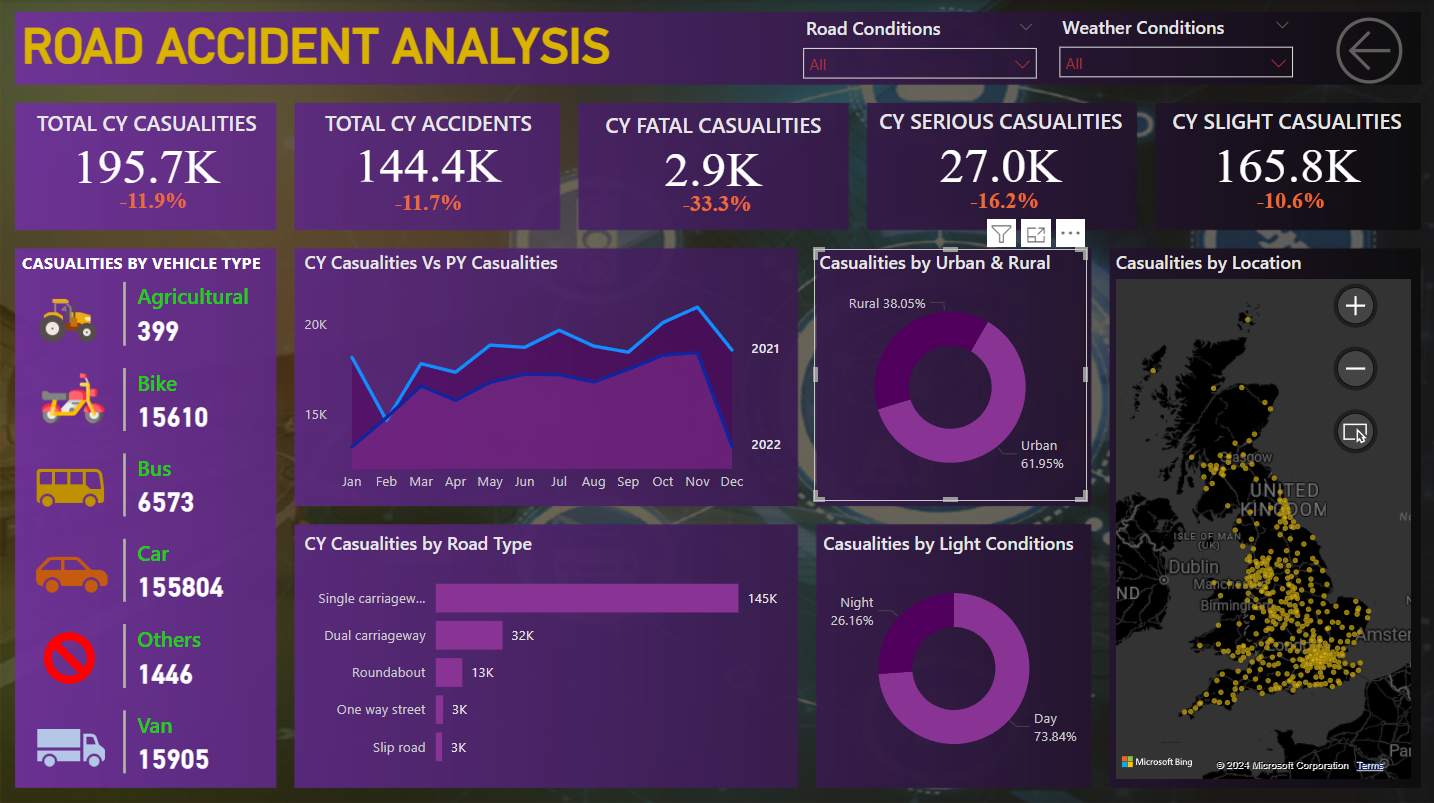 ROAD ACCIDENT ANALYSIS
Road Conditions
All
Weather Conditions
All
TOTAL CY CASUALITIES
195.7K
-11.9%
TOTAL CY ACCIDENTS
144.4K
-11.7%
CY FATAL CASUALITIES
2.9K
-33.3%
CY SERIOUS CASUALITIES
27.0K
-16.2%
CY SLIGHT CASUALITIES
165.8K
-10.6%
CASUALITIES BY VEHICLE TYPE
Agricultural
399
Bike
15610
Bus
6573
Car
155804
Others
1446
Van
15905
CY Casualities Vs PY Casualities
20K
15K
2021
2022
Jan Feb Mar Apr May Jun Jul Aug Sep Oct Nov Dec
CY Casualities by Road Type
Single carriagew... 145K
Dual carriageway 32K
Roundabout 13K
One way street 3K
Slip road 3K
Casualities by Urban & Rural
Rural 38.05%
Urban
61.95%
Casualities by Light Conditions
Night
26.16%
Day
73.84%
Casualities by Location
Glasgow
UNITED
KINGDOM
ISLE OF MAN
(UK)
Dublin
Manche
ND
Birmingh
Amster
Par
Microsoft Bing
© 2024 Microsoft Corporation Terms